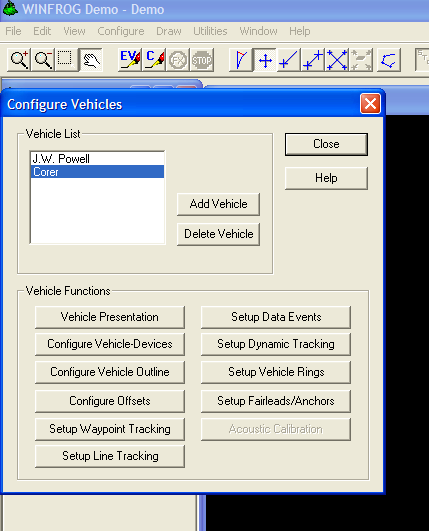 WINFROG Demo - Demo
File Edit View Configure Draw Utilities Window Help
EV C FX STOP
Configure Vehicles
Vehicle List
J.W. Powell
Corer
Close
Help
Add Vehicle
Delete Vehicle
Vehicle Functions
Vehicle Presentation
Setup Data Events
Configure Vehicle-Devices
Setup Dynamic Tracking
Configure Vehicle Outline
Setup Vehicle Rings
Configure Offsets
Setup Fairleads/Anchors
Setup Waypoint Tracking
Acoustic Calibration
Setup Line Tracking